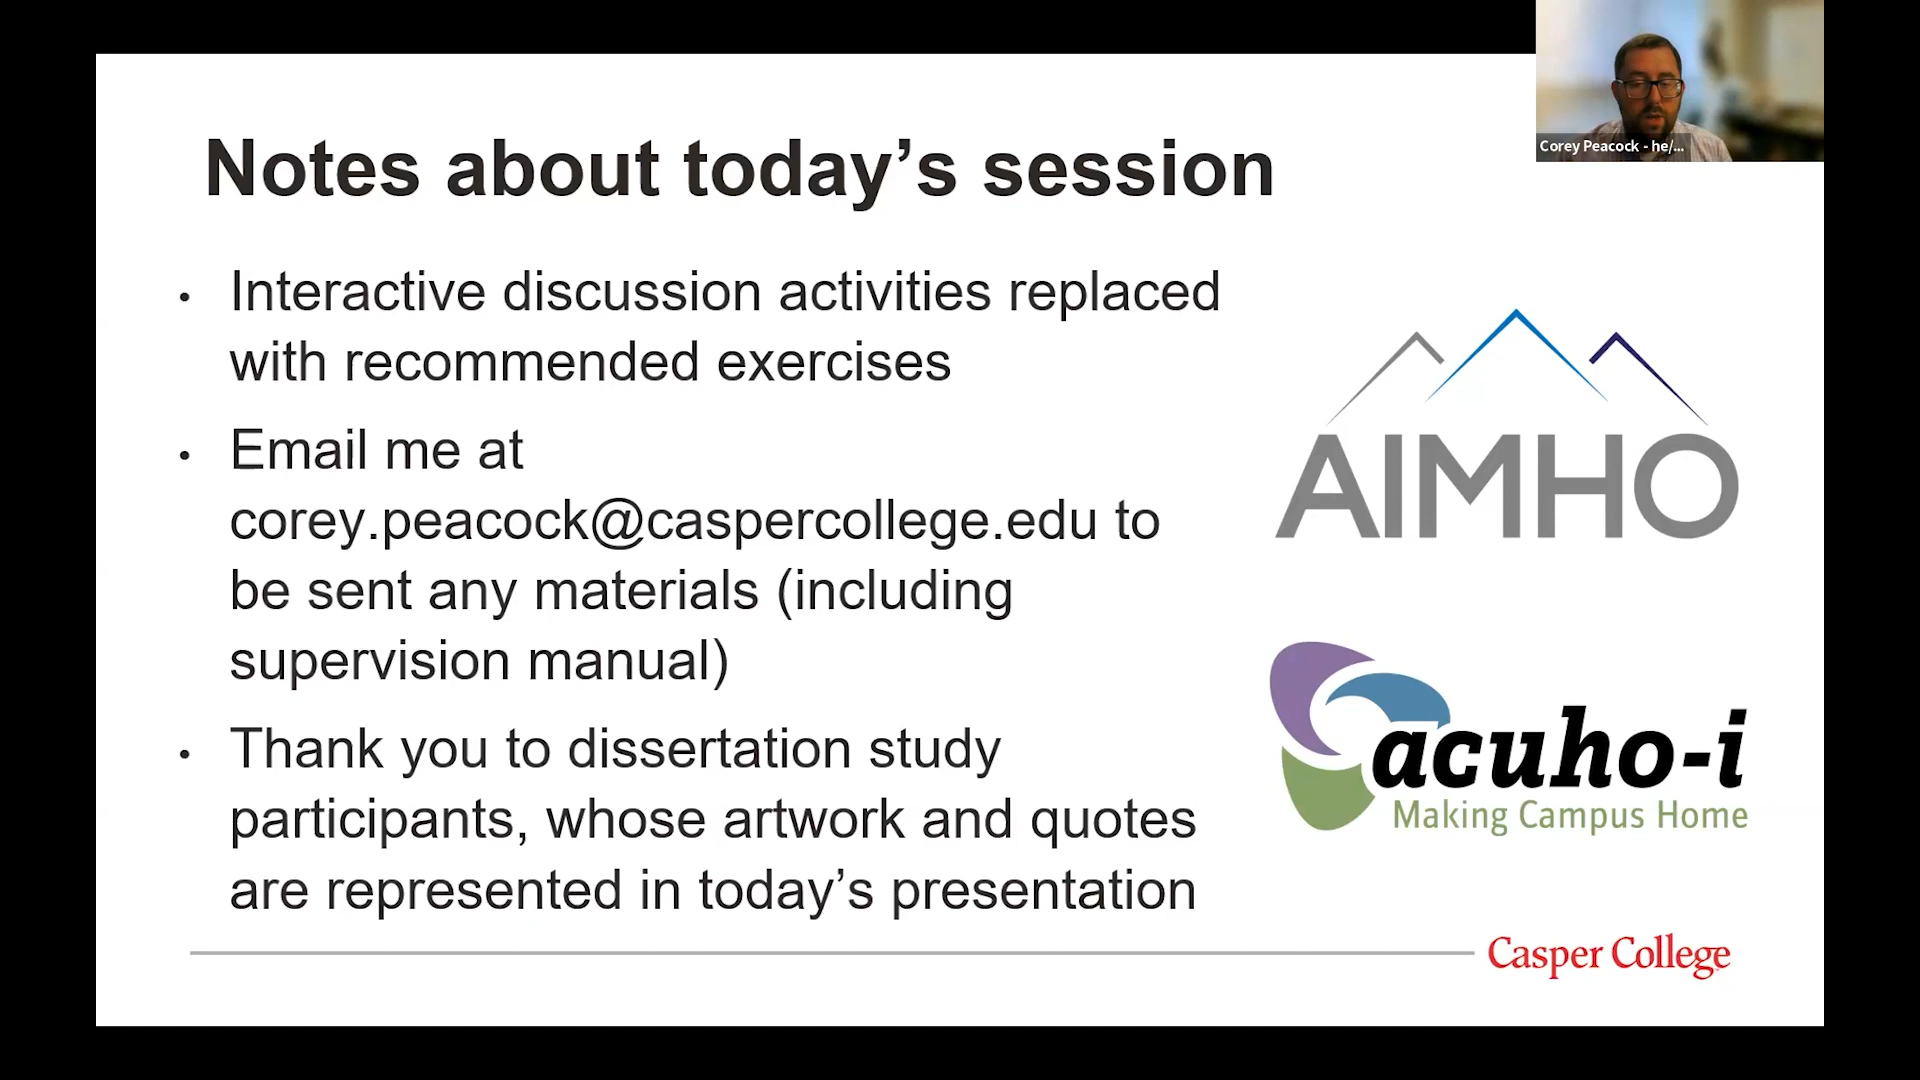 Corey Peacock - he/...
Notes about today’s session
• Interactive discussion activities replaced
with recommended exercises
• Email me at
corey.peacock@caspercollege.edu to
be sent any materials (including
supervision manual)
• Thank you to dissertation study
participants, whose artwork and quotes
are represented in today’s presentation
AIMHO
acuho-i
Making Campus Home
Casper College